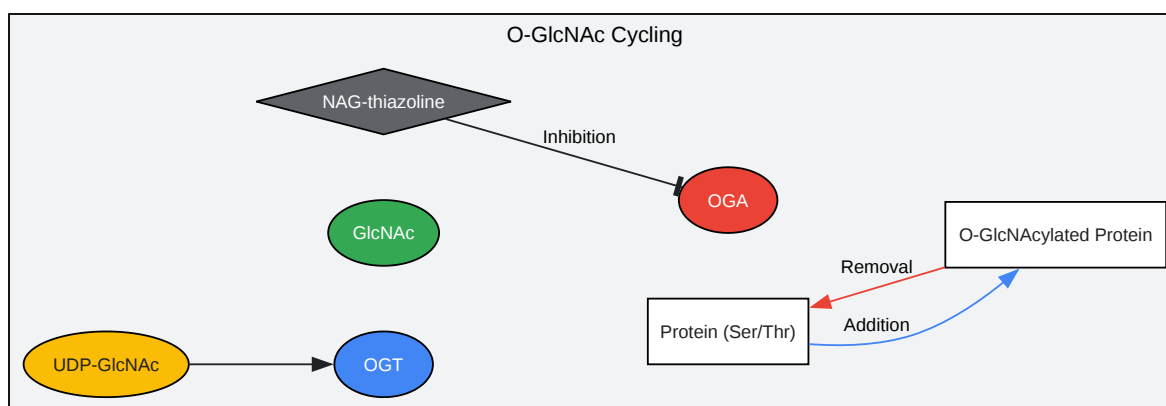 O-GlcNAc Cycling
NAG-thiazoline
Inhibition
OGA
GlcNAc
O-GlcNAcylated Protein
Removal
Protein (Ser/Thr)
Addition
UDP-GlcNAc
OGT